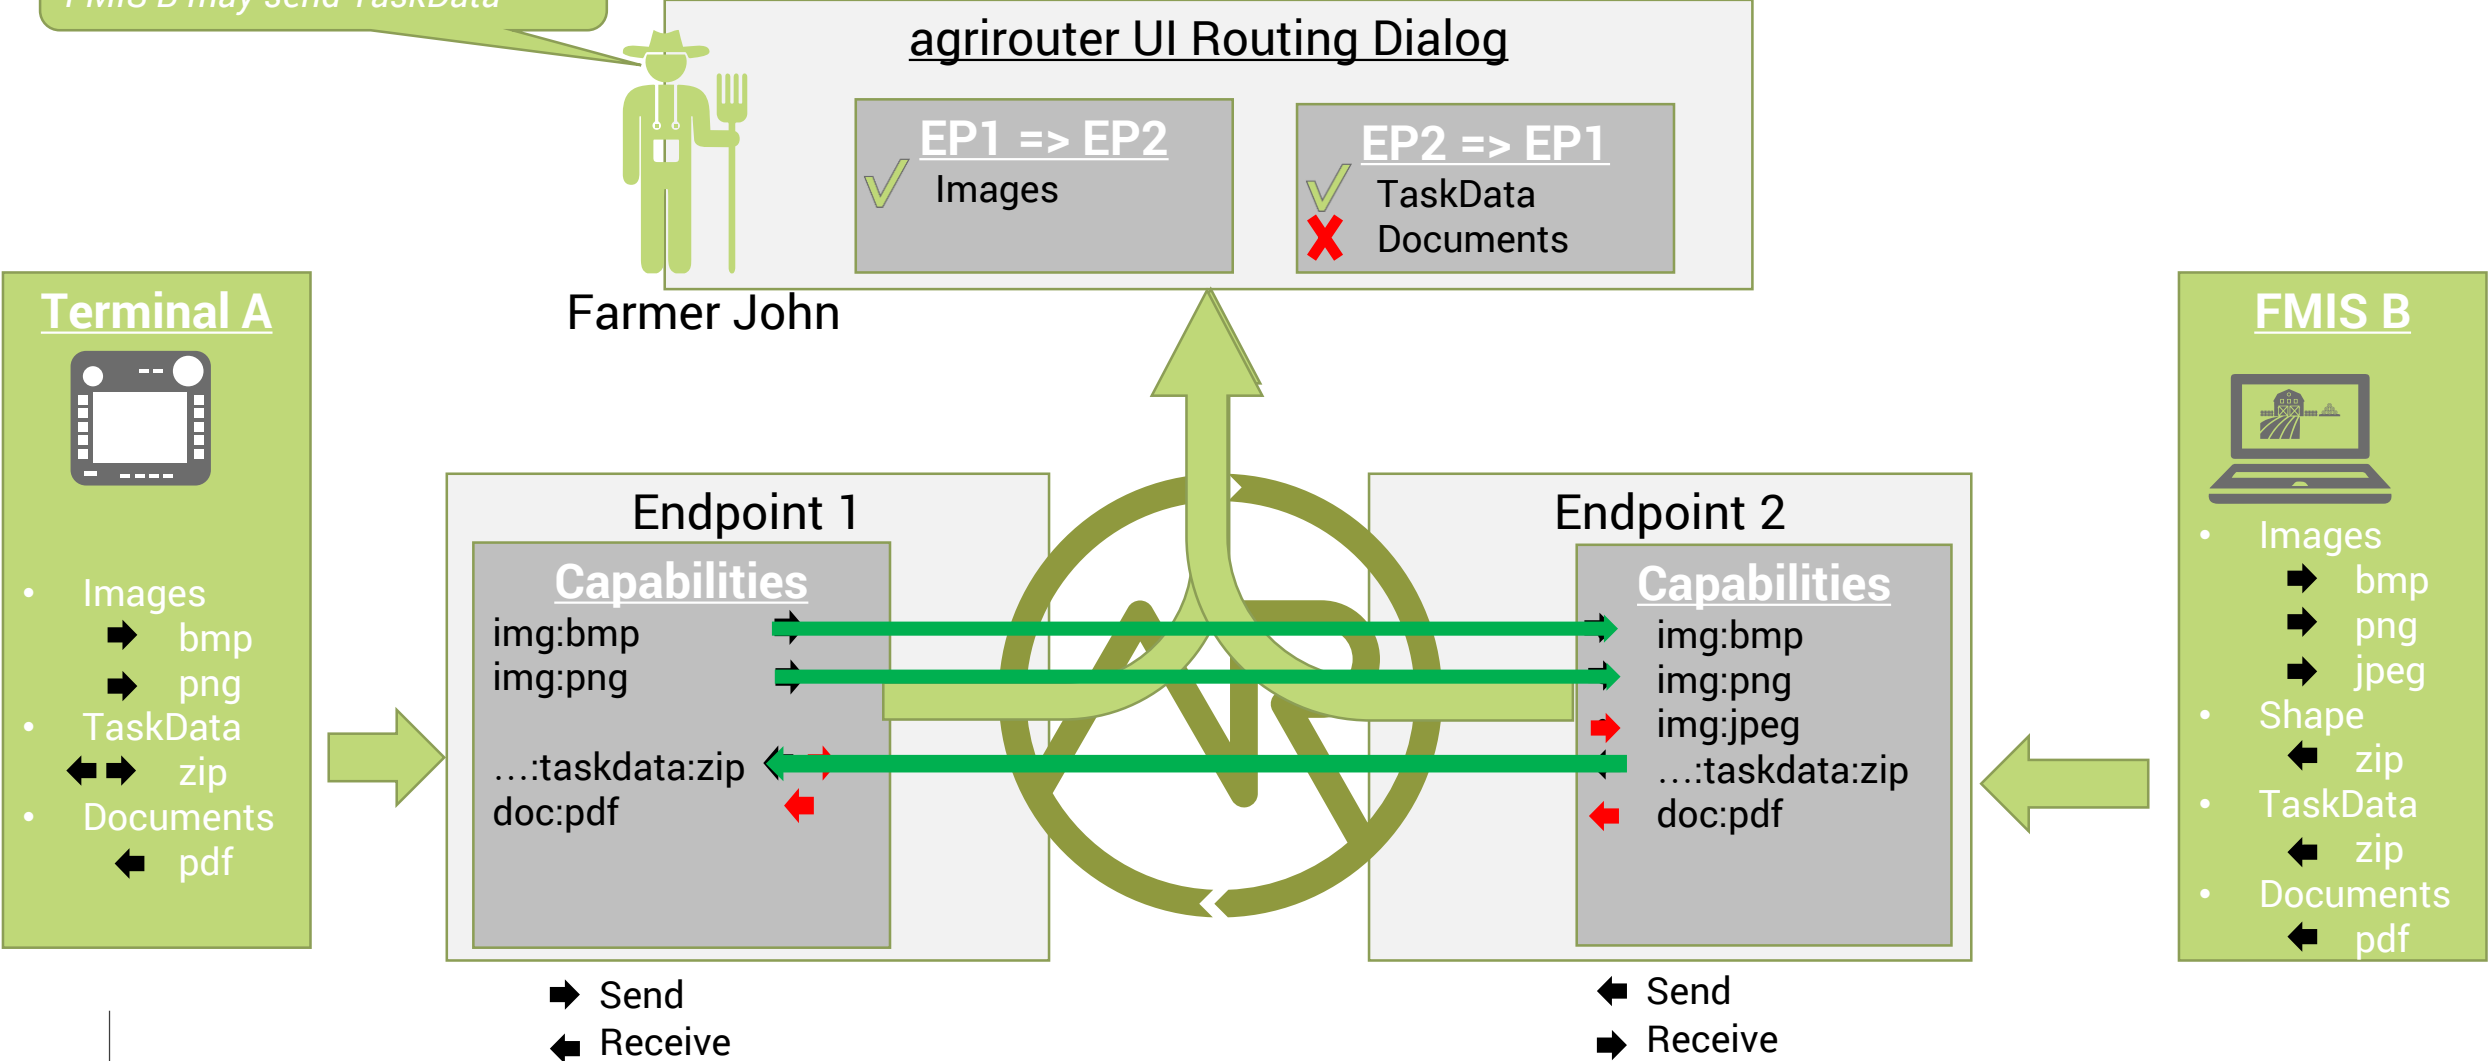 FMIS B may send TaskData
agrirouter UI Routing Dialog
EP1 => EP2
Images
EP2 => EP1
TaskData
Documents
Farmer John
Terminal A
• Images
bmp
png
• TaskData
zip
• Documents
pdf
Endpoint 1
Capabilities
img:bmp
img:png
...:taskdata:zip
doc:pdf
Send
Receive
Endpoint 2
Capabilities
img:bmp
img:png
img:jpeg
...:taskdata:zip
doc:pdf
Send
Receive
FMIS B
• Images
bmp
png
jpeg
• Shape
zip
• TaskData
zip
• Documents
pdf